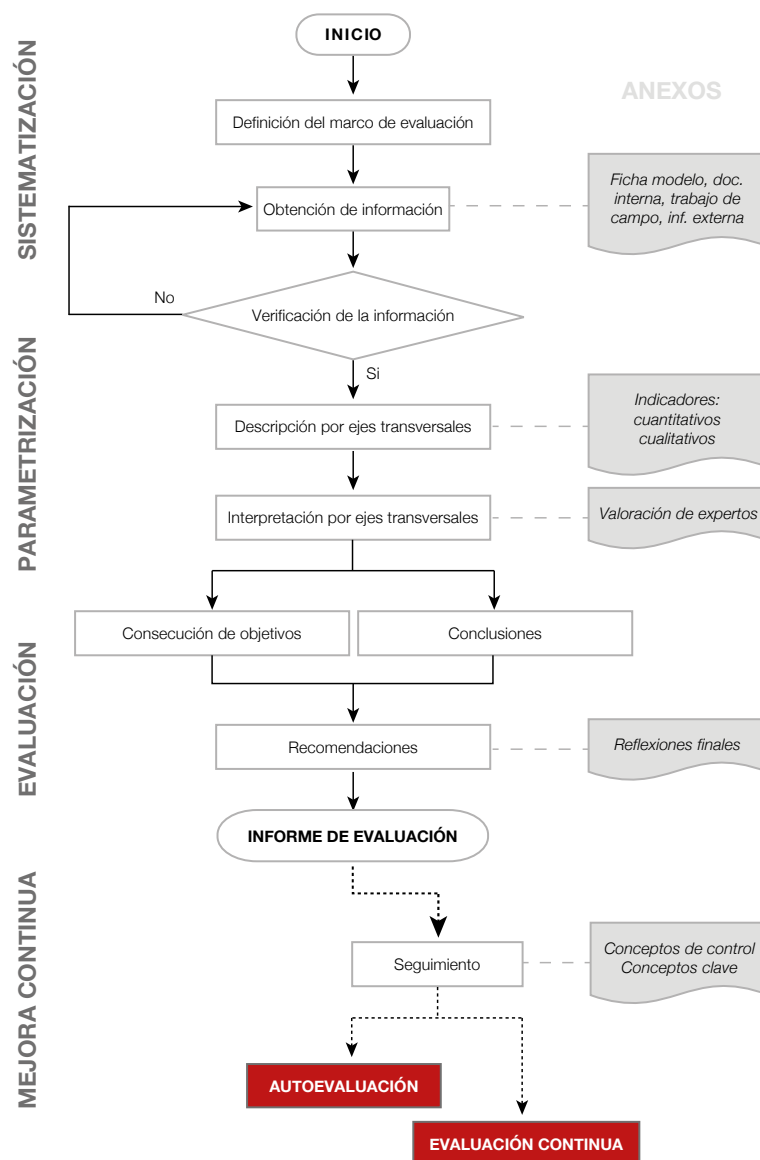 INICIO
SISTEMATIZACIÓN
ANEXOS
Definición del marco de evaluación
Obtención de información
Ficha modelo, doc.
interna, trabajo de
campo, inf. externa
No
Verificación de la información
Si
PARAMETRIZACIÓN
Descripción por ejes transversales
Indicadores:
cuantitativos
cualitativos
Interpretación por ejes transversales
Valoración de expertos
EVALUACIÓN
Consecución de objetivos
Conclusiones
Recomendaciones
Reflexiones finales
INFORME DE EVALUACIÓN
MEJORA CONTINUA
Seguimiento
Conceptos de control
Conceptos clave
AUTOEVALUACIÓN
EVALUACIÓN CONTINUA